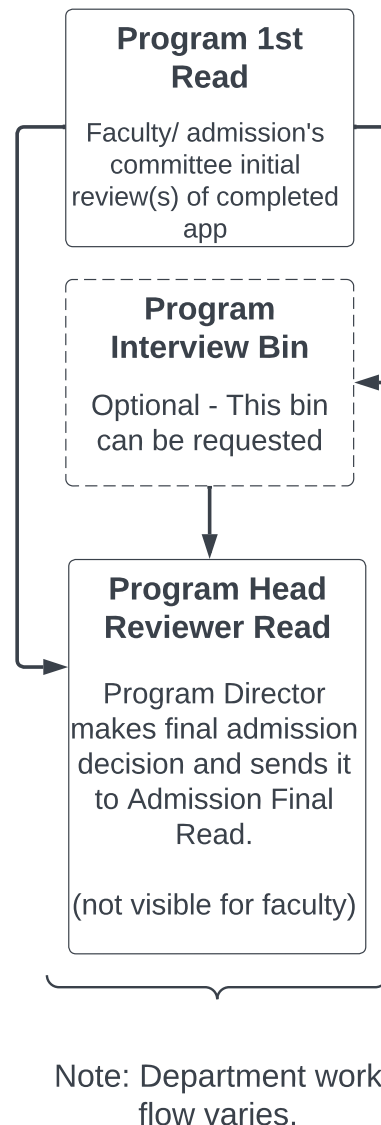 Program 1st
Read
Faculty/ admission's
committee initial
review(s) of completed
app
Program
Interview Bin
Optional - This bin
can be requested
Program Head
Reviewer Read
Program Director
makes final admission
decision and sends it
to Admission Final
Read.
(not visible for faculty)
Note: Department work
flow varies.